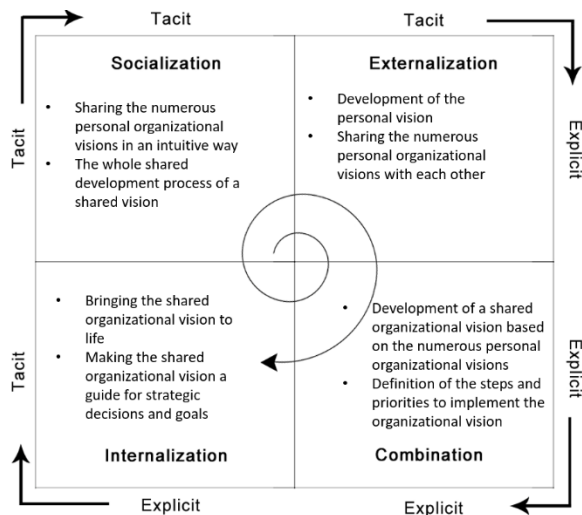 Tacit
Tacit
Tacit
Explicit
Socialization
• Sharing the numerous
personal organizational
visions in an intuitive way
• The whole shared
development process of a
shared vision
Externalization
• Development of the
personal vision
• Sharing the numerous
personal organizational
visions with each other
• Bringing the shared
organizational vision to
life
• Making the shared
organizational vision a
guide for strategic
decisions and goals
Internalization
• Development of a shared
organizational vision based
on the numerous personal
organizational visions
• Definition of the steps and
priorities to implement the
organizational vision
Combination
Tacit
Explicit
Explicit
Explicit